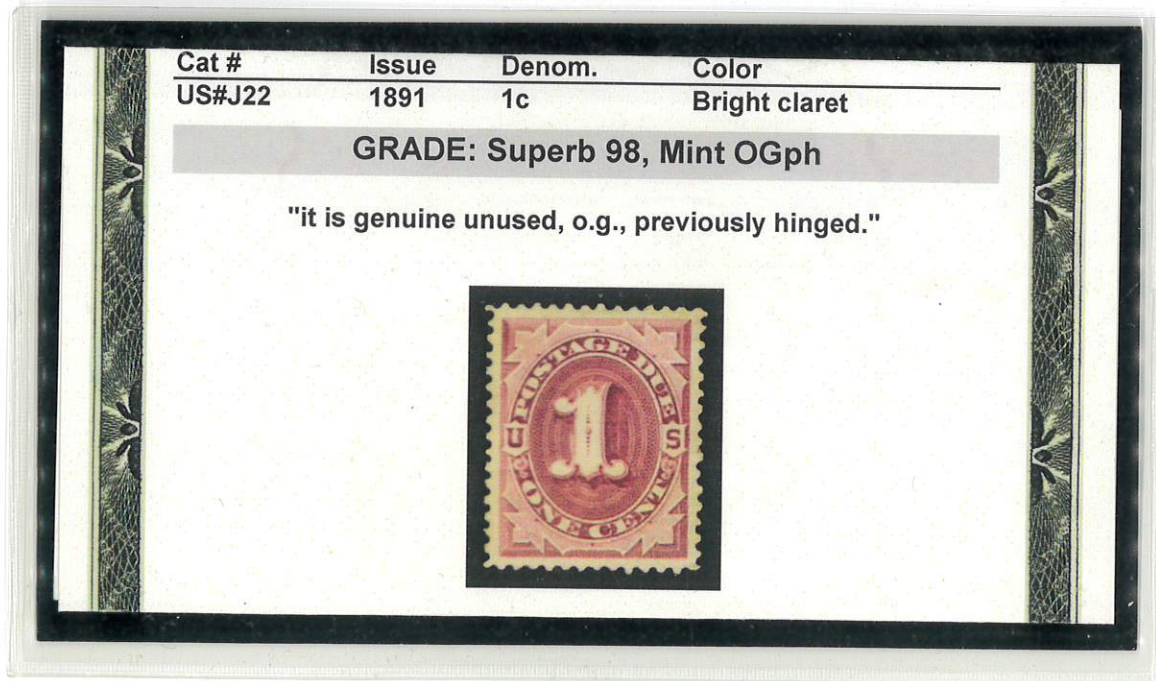 Cat # Issue Denom. Color
US#J22 1891 1c Bright claret
GRADE: Superb 98, Mint OGph
"it is genuine unused, o.g., previously hinged."
POSTAGE DUE
1
U S
ONE CENT